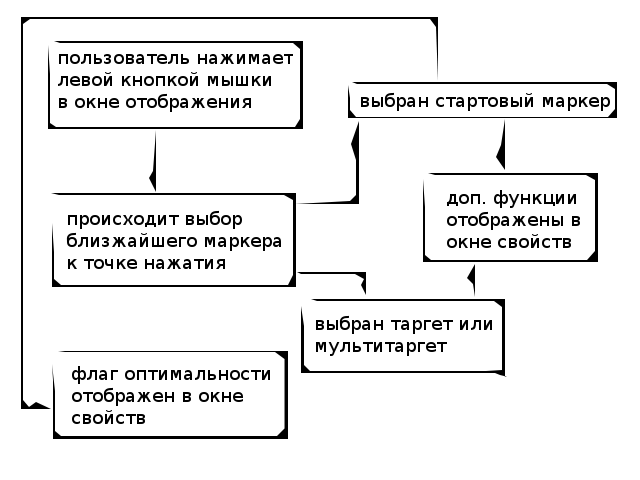 пользователь нажимает
левой кнопкой мышки
в окне отображения
выбран стартовый маркер
происходит выбор
близжайшего маркера
к точке нажатия
доп. функции
отображены в
окне свойств
выбран таргет или
мультитаргет
флаг оптимальности
отображен в окне
свойств